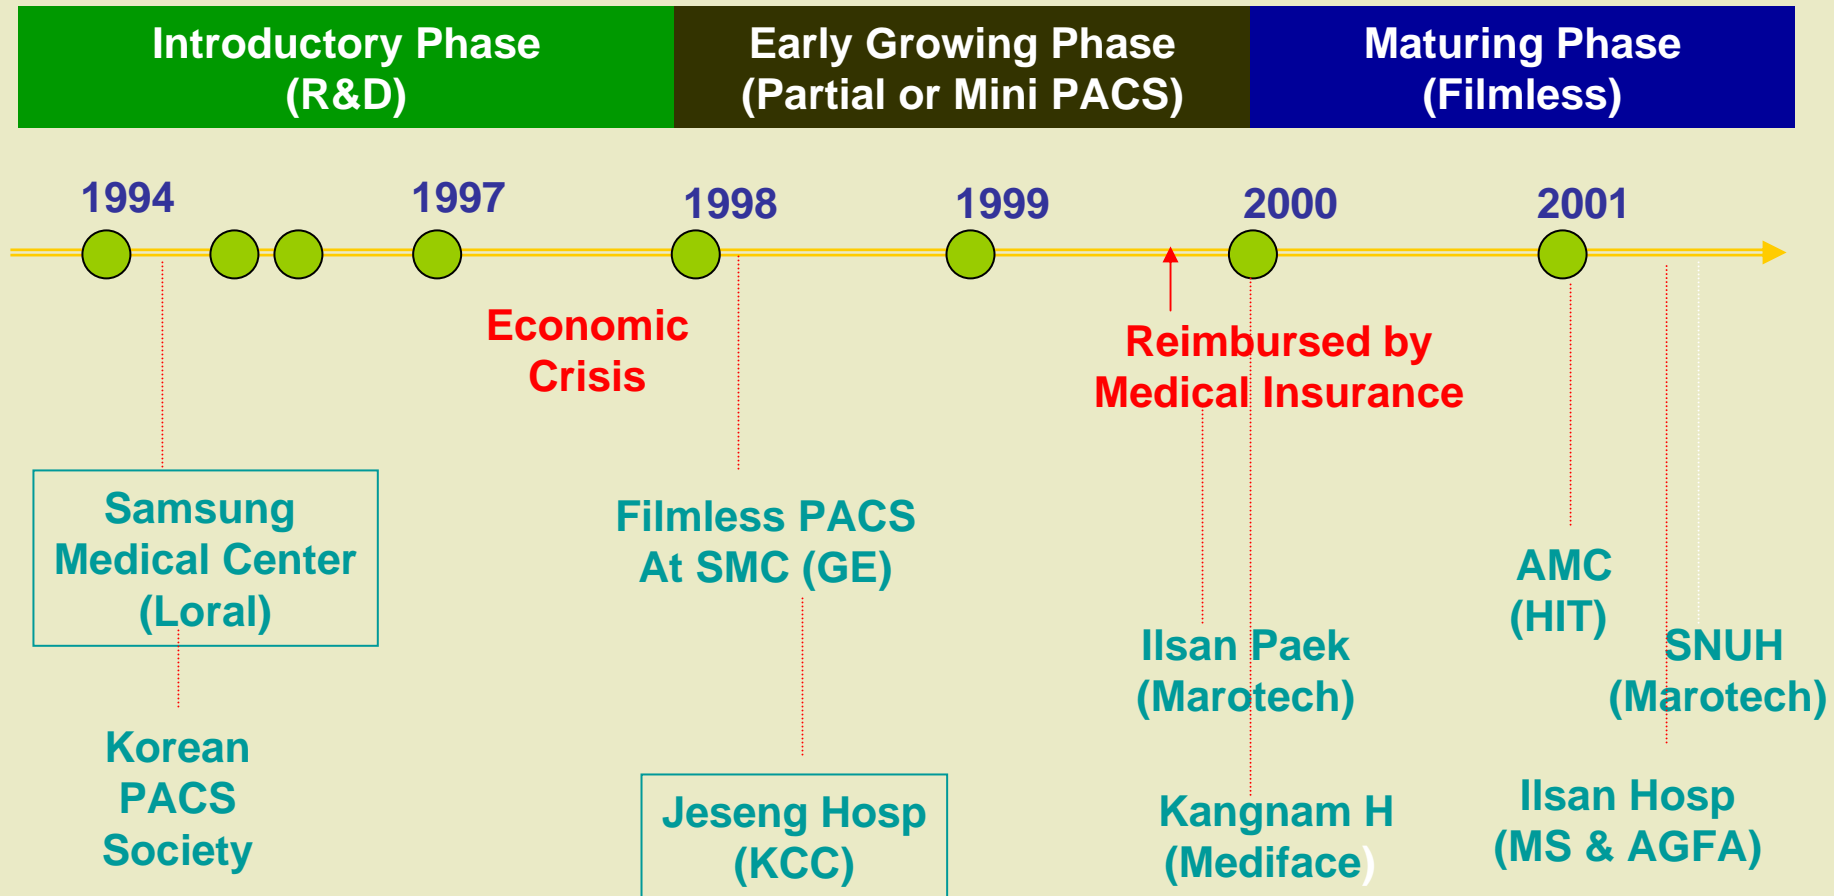 Introductory Phase
(R&D)
Early Growing Phase
(Partial or Mini PACS)
Maturing Phase
(Filmless)
1994
1997
1998
1999
2000
2001
Economic
Crisis
Reimbursed by
Medical Insurance
Samsung
Medical Center
(Loral)
Filmless PACS
At SMC (GE)
AMC
(HIT)
Ilsan Paek
(Marotech)
SNUH
(Marotech)
Korean
PACS
Society
Jeseng Hosp
(KCC)
Kangnam H
(Mediface)
Ilsan Hosp
(MS & AGFA)